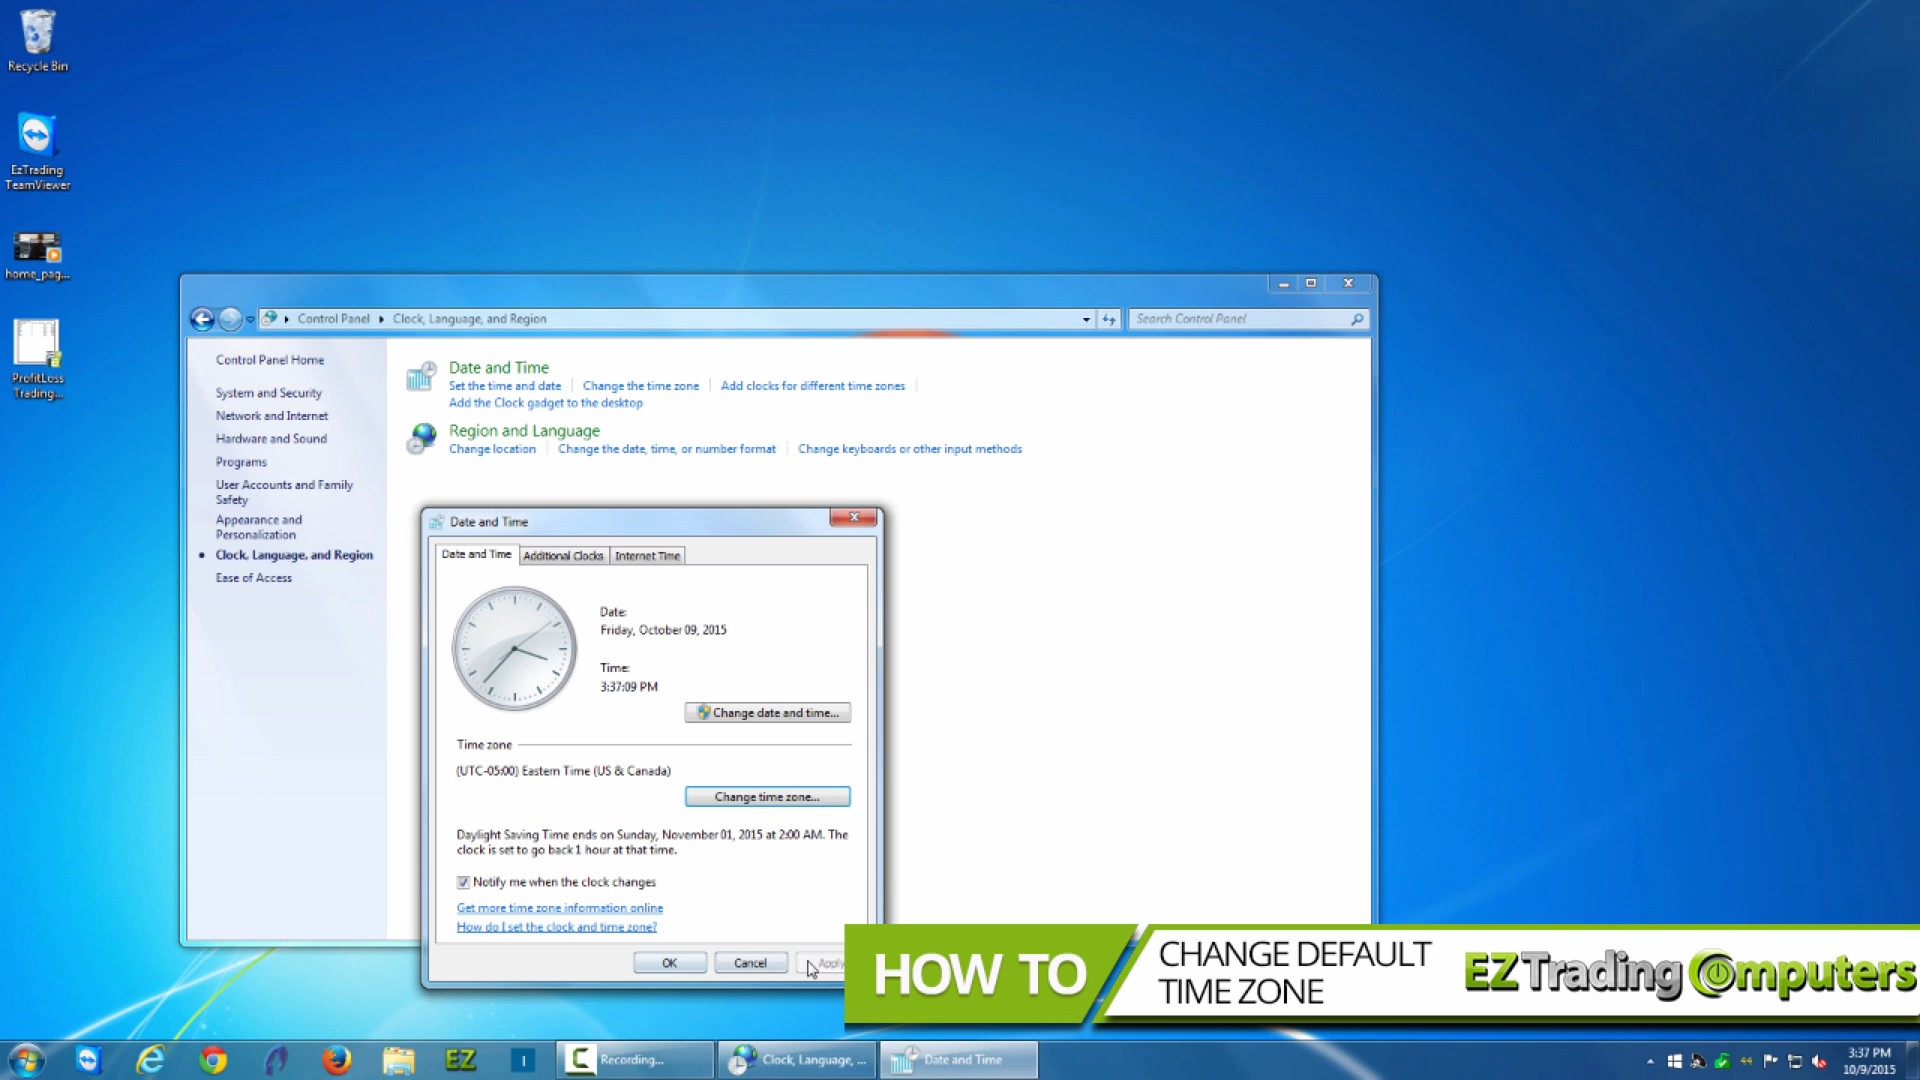 Recycle Bin
EzTrading
TeamViewer
home_pag...
ProfitLoss
Trading...
Control Panel
Clock, Language, and Region
Search Control Panel
Control Panel Home
System and Security
Network and Internet
Hardware and Sound
Programs
User Accounts and Family
Safety
Appearance and
Personalization
Clock, Language, and Region
Ease of Access
Date and Time
Set the time and date
Change the time zone
Add clocks for different time zones
Add the Clock gadget to the desktop
Region and Language
Change location
Change the date, time, or number format
Change keyboards or other input methods
Date and Time
Date and Time
Additional Clocks
Internet Time
Date:
Friday, October 09, 2015
Time:
3:37:09 PM
Change date and time...
Time zone
(UTC-05:00) Eastern Time (US & Canada)
Change time zone...
Daylight Saving Time ends on Sunday, November 01, 2015 at 2:00 AM. The
clock is set to go back 1 hour at that time.
Notify me when the clock changes
Get more time zone information online
How do I set the clock and time zone?
OK
Cancel
Apply
HOW TO
CHANGE DEFAULT
TIME ZONE
EZTrading Computers
EZ
Recording...
Clock, Language, ...
Date and Time
44
3:37 PM
10/9/2015